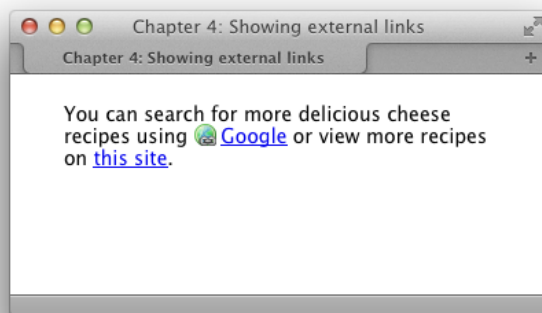 Chapter 4: Showing external links
Chapter 4: Showing external links
You can search for more delicious cheese
recipes using Google or view more recipes
on this site.